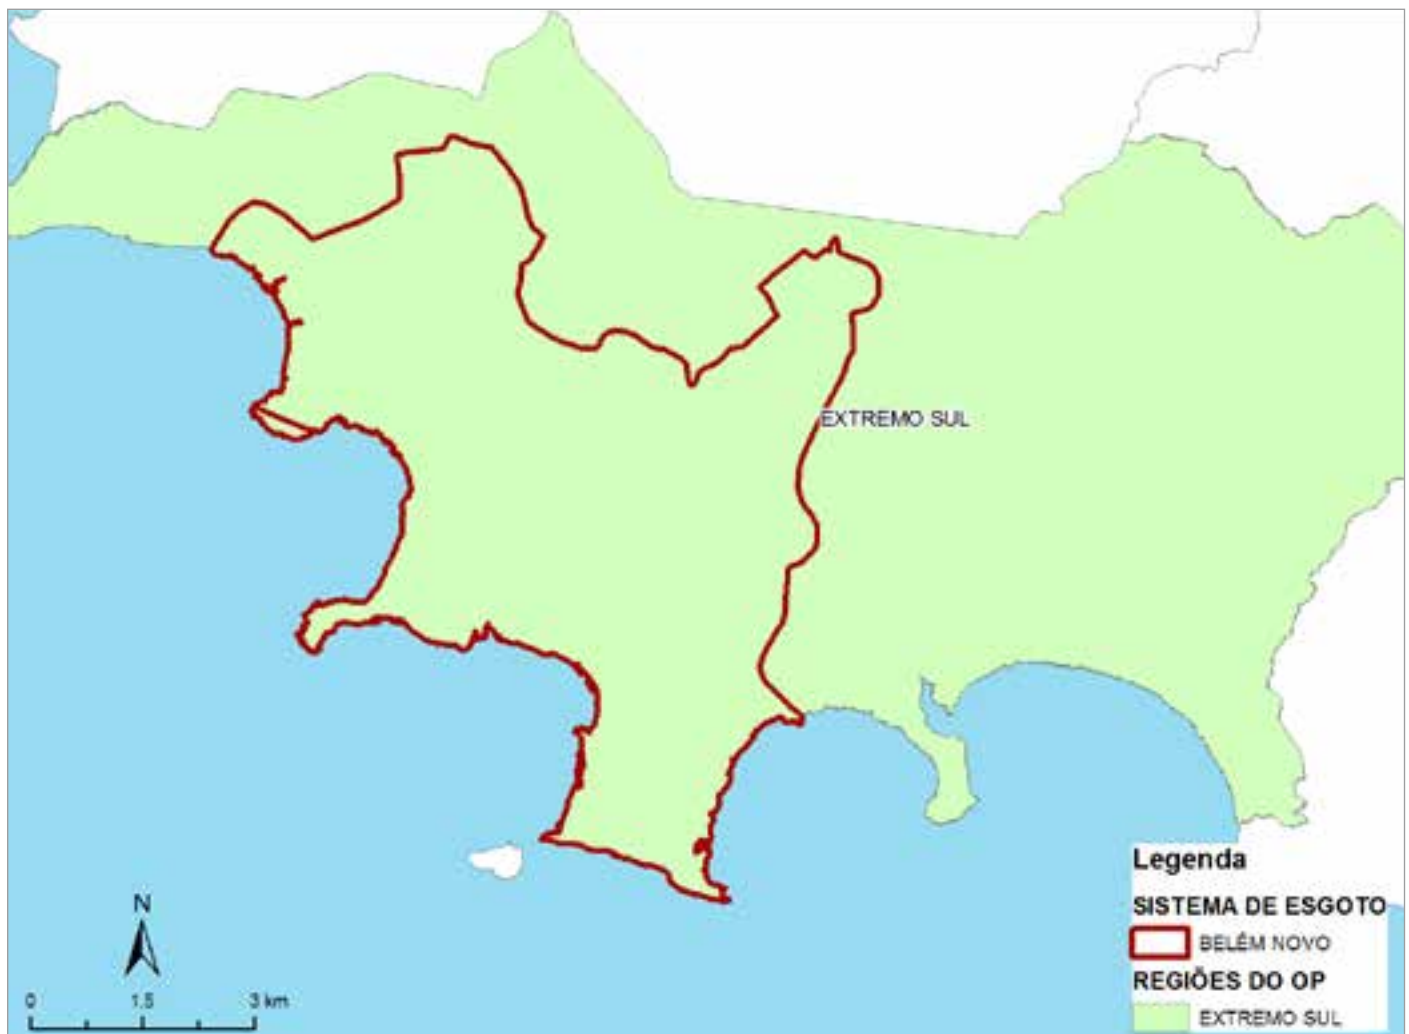 EXTREMO SUL
N
0 1,5 3 km
Legenda
SISTEMA DE ESGOTO
BELÉM NOVO
REGIÕES DO OP
EXTREMO SUL